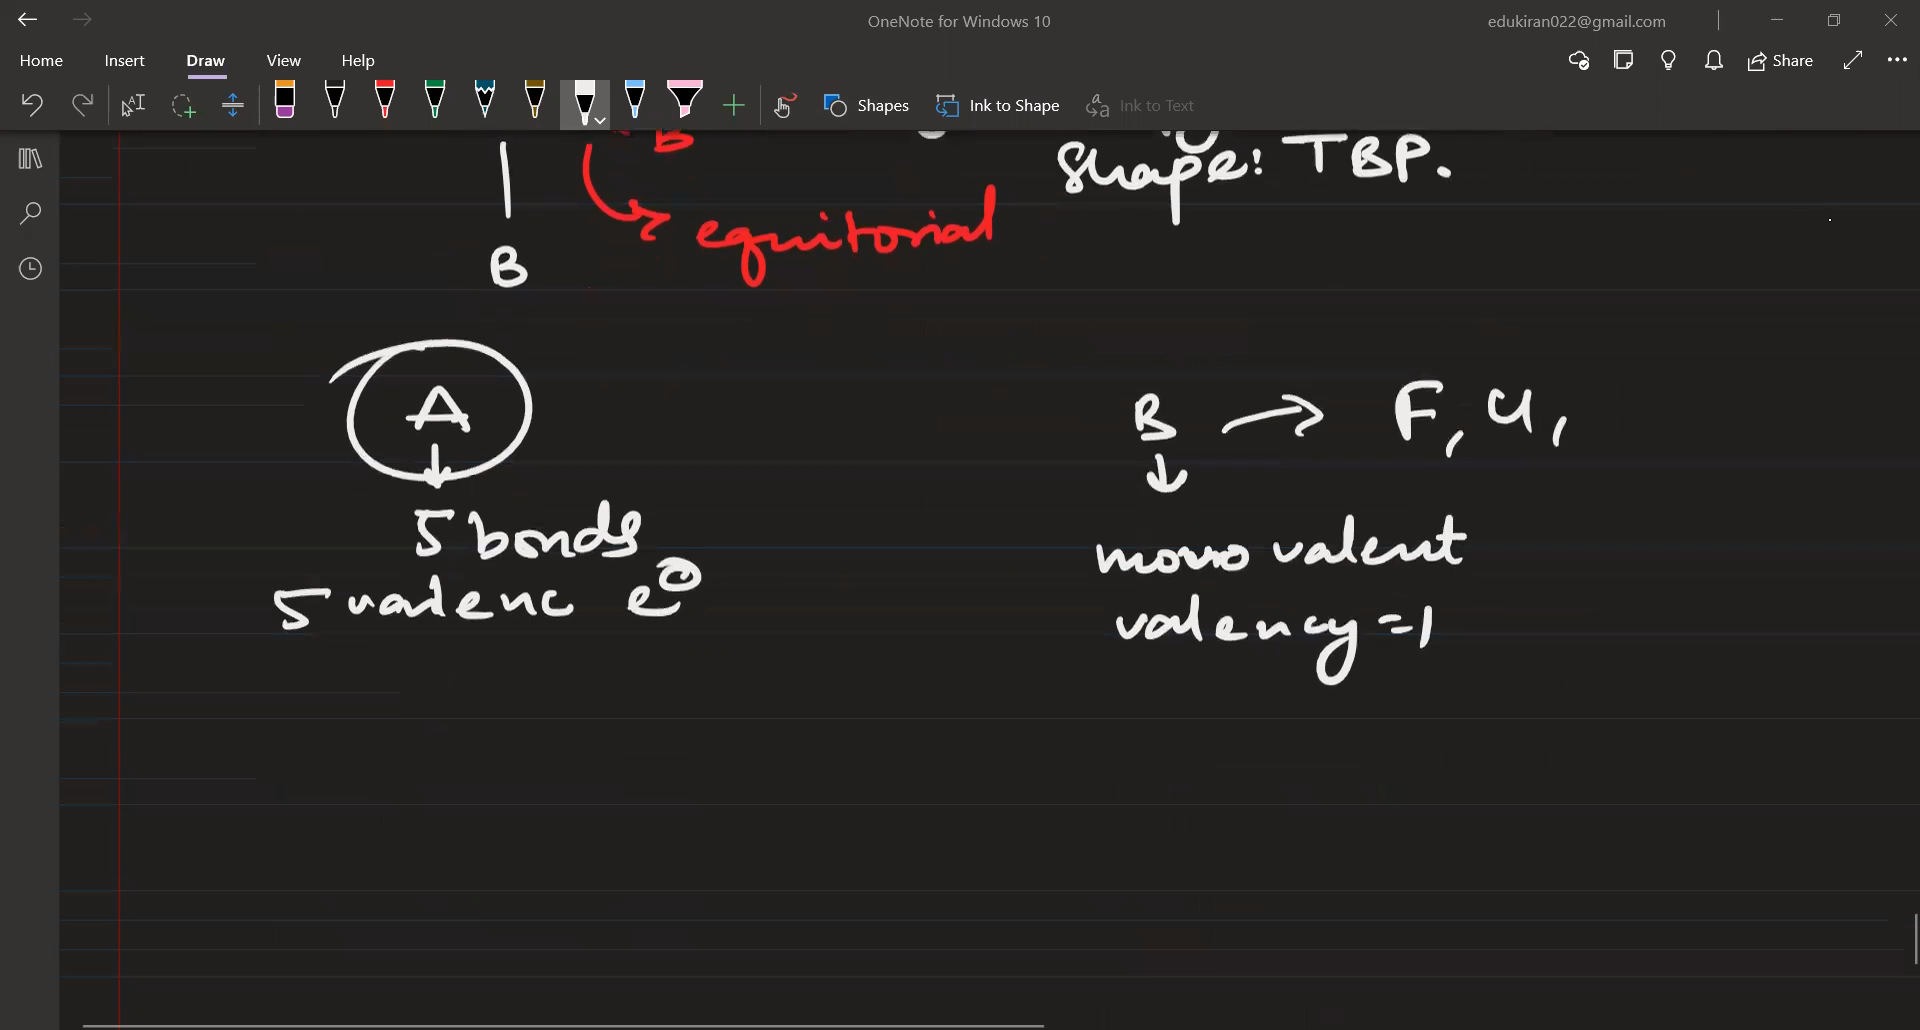 OneNote for Windows 10
edukiran022@gmail.com
Home Insert Draw View Help
Share
Shapes Ink to Shape Ink to Text
B
shape: TBP.
equitorial
B
A
B → F, Cl,
5 bonds
5 valenc e⊖
mono valent
valency = 1